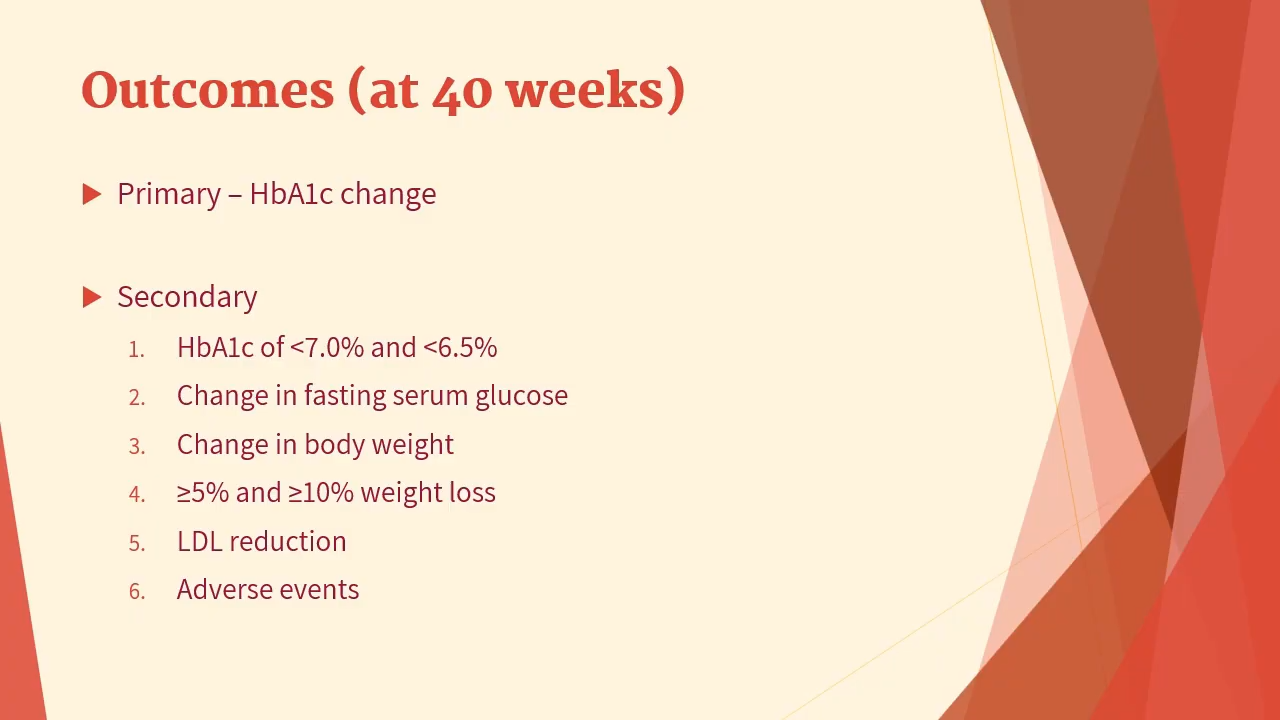 Outcomes (at 40 weeks)
Primary – HbA1c change
Secondary
1. HbA1c of <7.0% and <6.5%
2. Change in fasting serum glucose
3. Change in body weight
4. ≥5% and ≥10% weight loss
5. LDL reduction
6. Adverse events